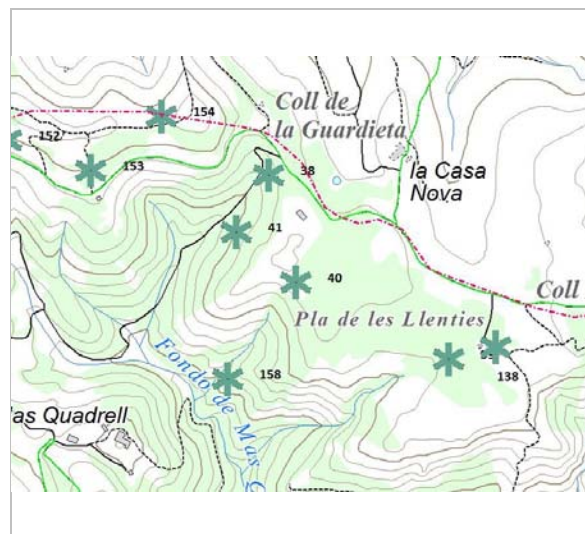 154
Coll de
la Guardieta
152
153
38
la Casa
Nova
41
40
Coll
Pla de les Llenties
138
158
Fondo de Mas
las Quadrell